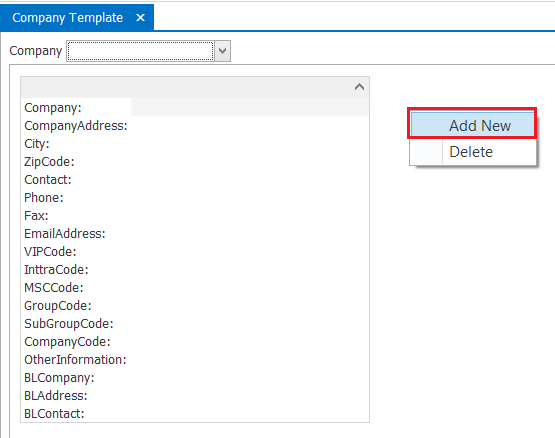 Company Template
Company
Company:
CompanyAddress:
City:
ZipCode:
Contact:
Phone:
Fax:
EmailAddress:
VIPCode:
InttraCode:
MSCCode:
GroupCode:
SubGroupCode:
CompanyCode:
OtherInformation:
BLCompany:
BLAddress:
BLContact:
Add New
Delete